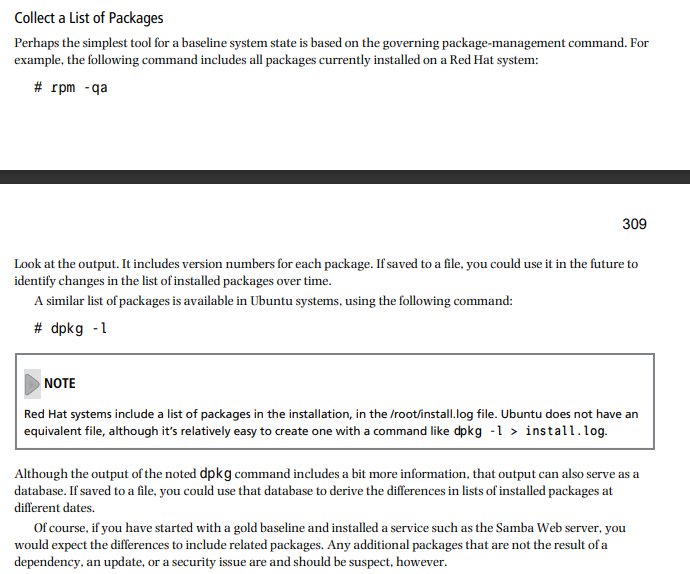 Collect a List of Packages
Perhaps the simplest tool for a baseline system state is based on the governing package-management command. For
example, the following command includes all packages currently installed on a Red Hat system:
# rpm -qa
309
Look at the output. It includes version numbers for each package. If saved to a file, you could use it in the future to
identify changes in the list of installed packages over time.
A similar list of packages is available in Ubuntu systems, using the following command:
# dpkg -l
NOTE
Red Hat systems include a list of packages in the installation, in the /root/install.log file. Ubuntu does not have an
equivalent file, although it's relatively easy to create one with a command like dpkg -l > install.log.
Although the output of the noted dpkg command includes a bit more information, that output can also serve as a
database. If saved to a file, you could use that database to derive the differences in lists of installed packages at
different dates.
Of course, if you have started with a gold baseline and installed a service such as the Samba Web server, you
would expect the differences to include related packages. Any additional packages that are not the result of a
dependency, an update, or a security issue are and should be suspect, however.